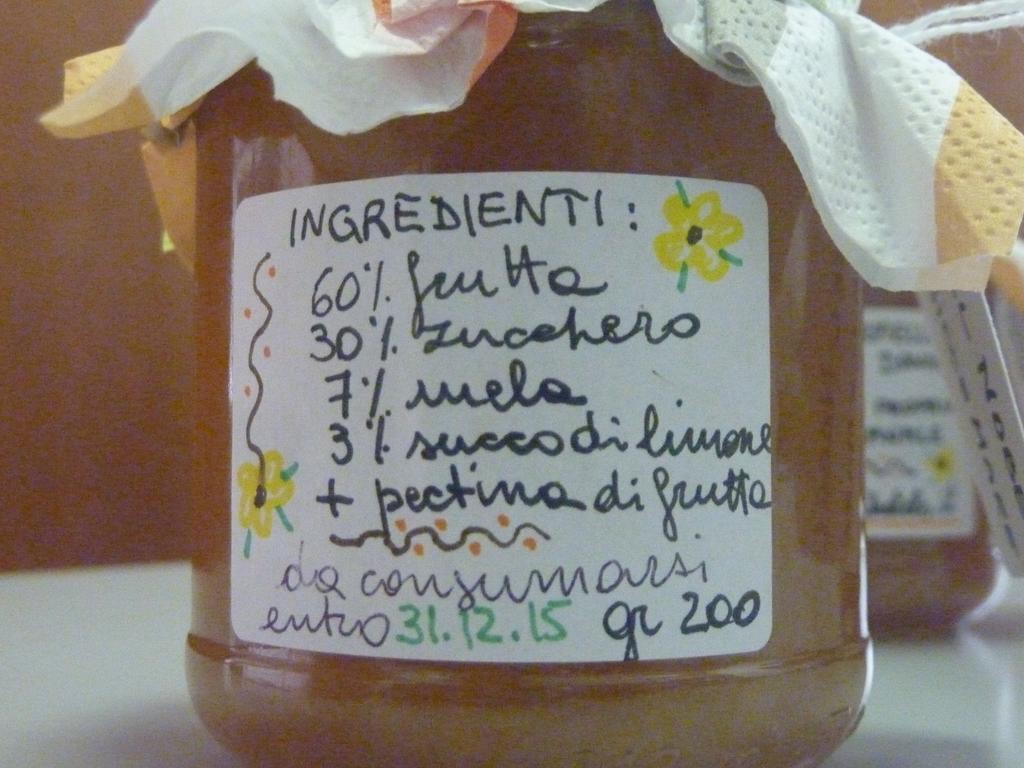 INGREDIENTI:
60% frutta
30% zucchero
7% mela
3% succo di limone
+ pectina di frutta
da consumarsi
entro 31.12.15 gr 200